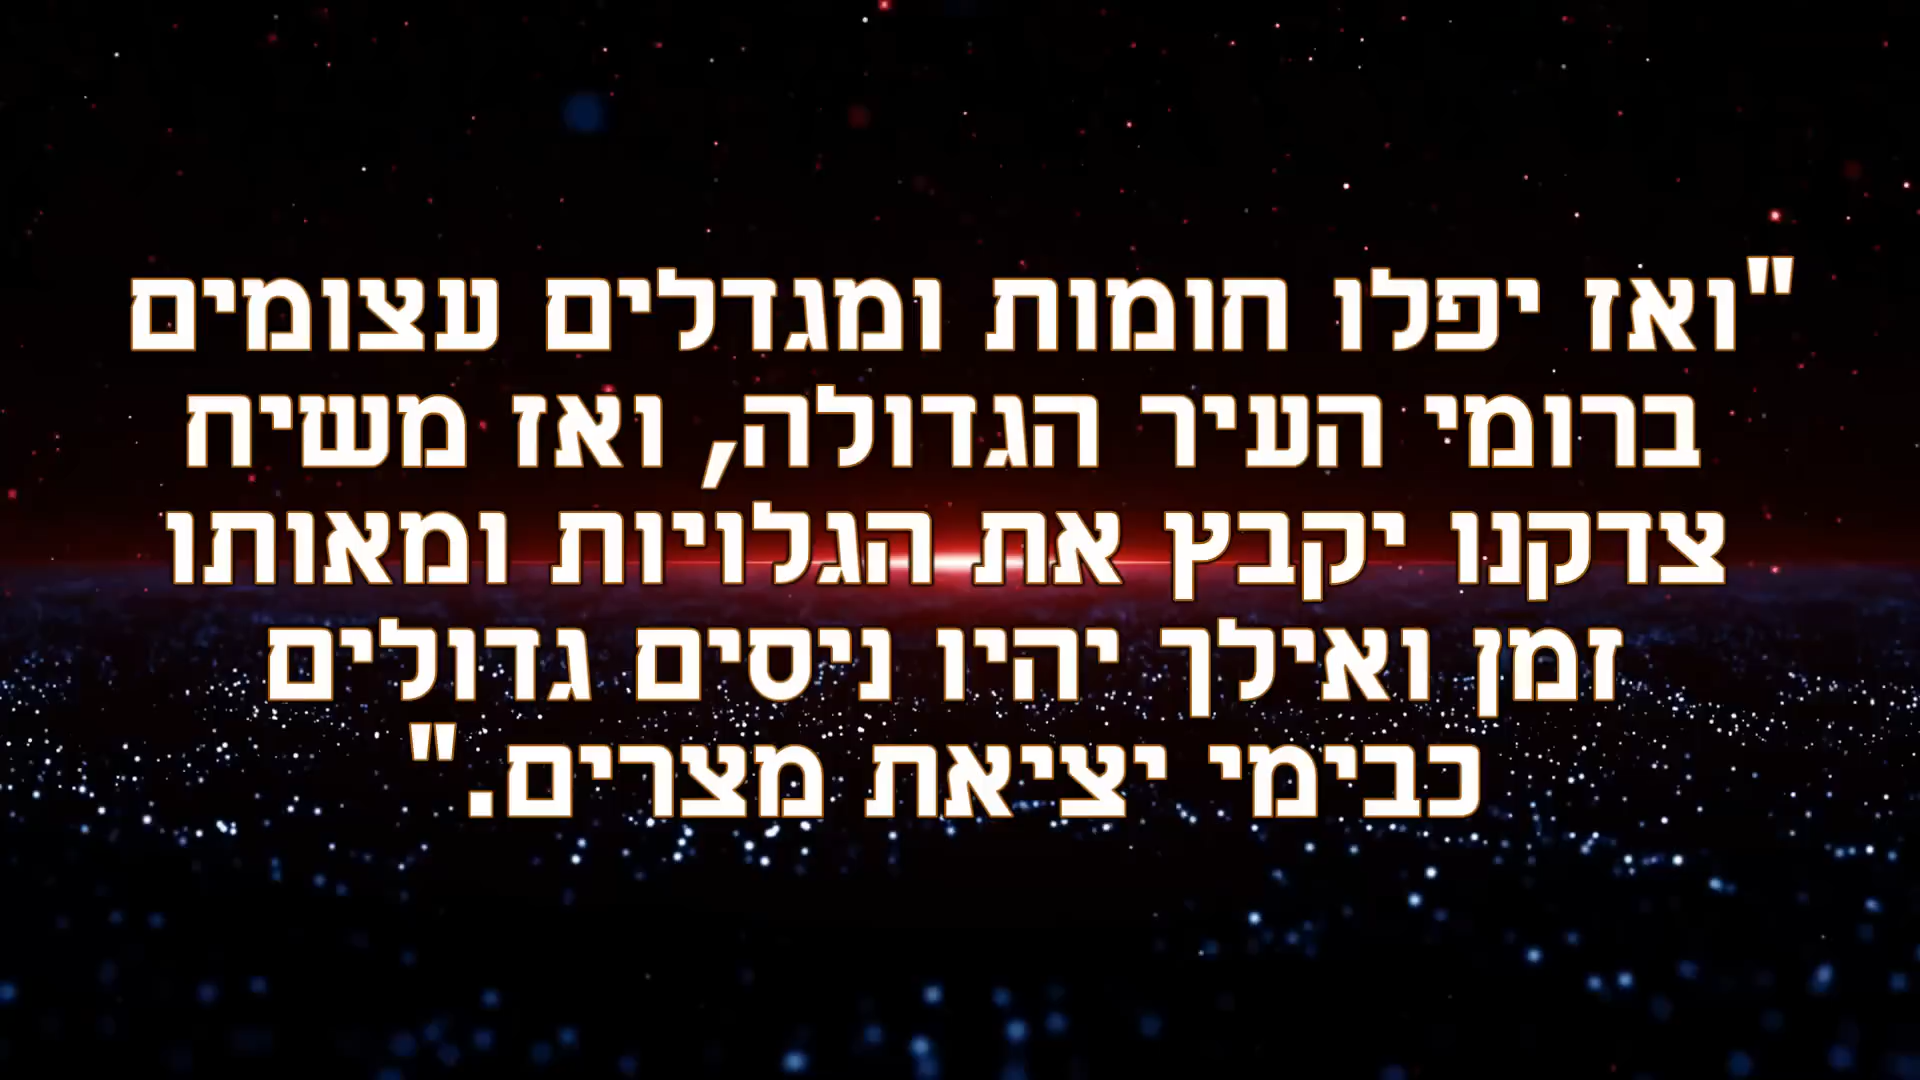 "ואז יפלו חומות ומגדלים עצומים
ברומי העיר הגדולה, ואז משיח
צדקנו יקבץ את הגלויות ומאותו
זמן ואילך יהיו ניסים גדולים
כבימי יציאת מצרים."